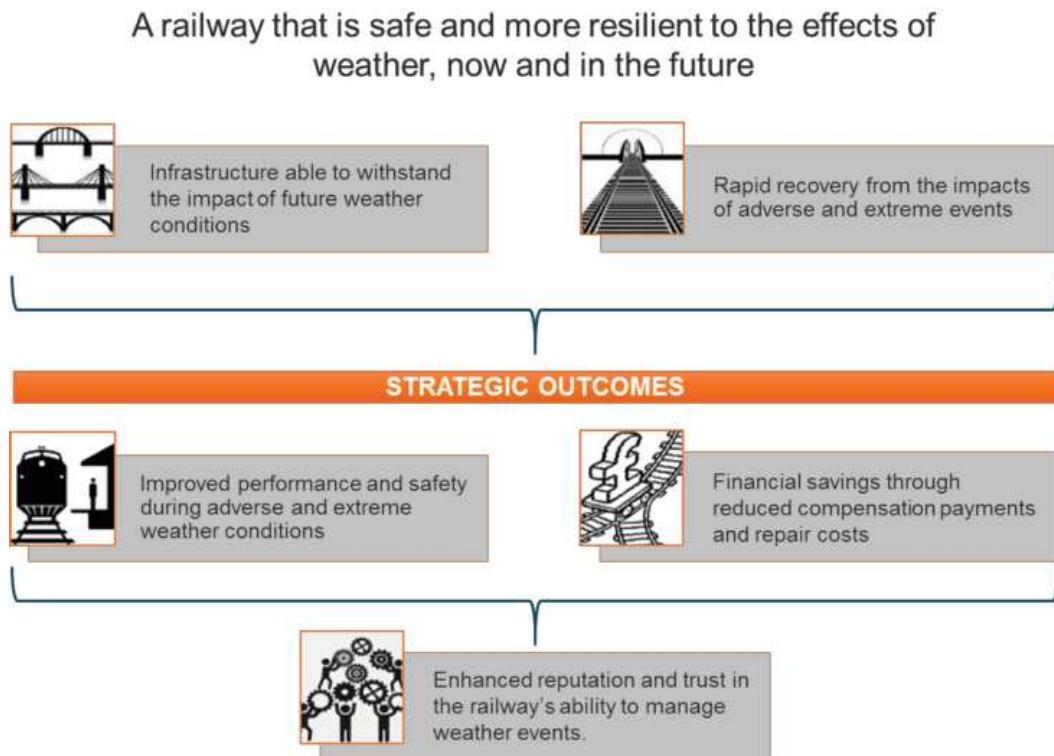 A railway that is safe and more resilient to the effects of
weather, now and in the future
Infrastructure able to withstand
the impact of future weather
conditions
Rapid recovery from the impacts
of adverse and extreme events
STRATEGIC OUTCOMES
Improved performance and safety
during adverse and extreme
weather conditions
£
Financial savings through
reduced compensation payments
and repair costs
Enhanced reputation and trust in
the railway's ability to manage
weather events.